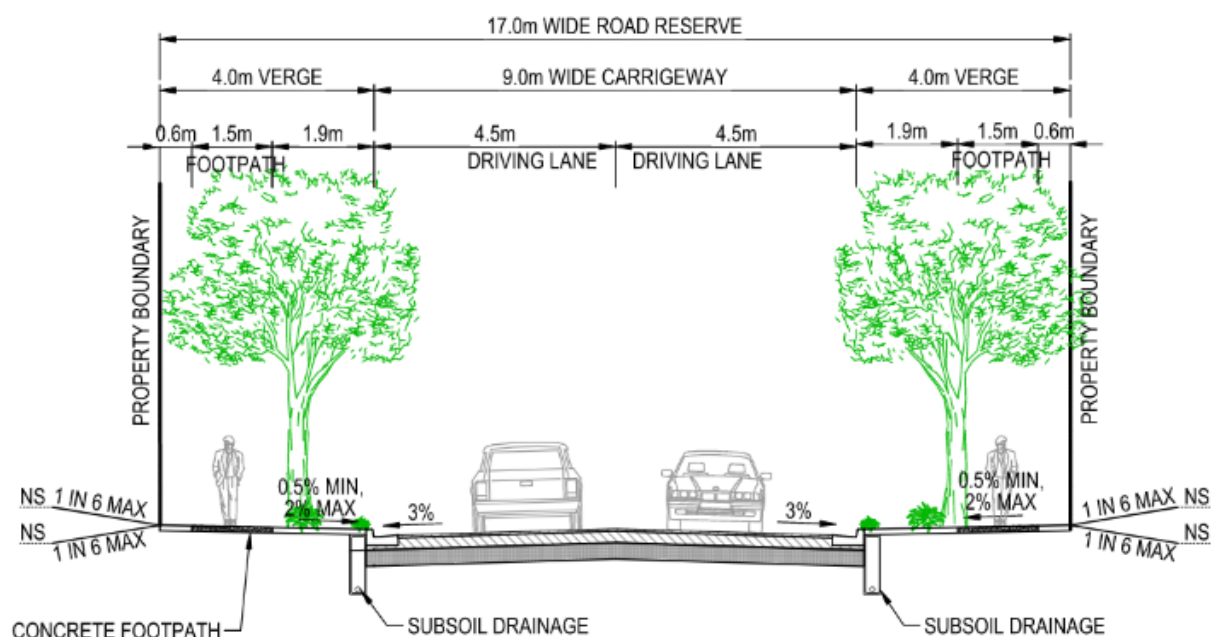 17.0m WIDE ROAD RESERVE
4.0m VERGE
9.0m WIDE CARRIGEWAY
4.0m VERGE
0.6m
1.5m
1.9m
4.5m
4.5m
1.9m
1.5m
0.6m
FOOTPATH
DRIVING LANE
DRIVING LANE
FOOTPATH
PROPERTY BOUNDARY
PROPERTY BOUNDARY
0.5% MIN,
2% MAX
3%
3%
0.5% MIN,
2% MAX
NS 1 IN 6 MAX
NS
1 IN 6 MAX
1 IN 6 MAX NS
1 IN 6 MAX NS
CONCRETE FOOTPATH
SUBSOIL DRAINAGE
SUBSOIL DRAINAGE